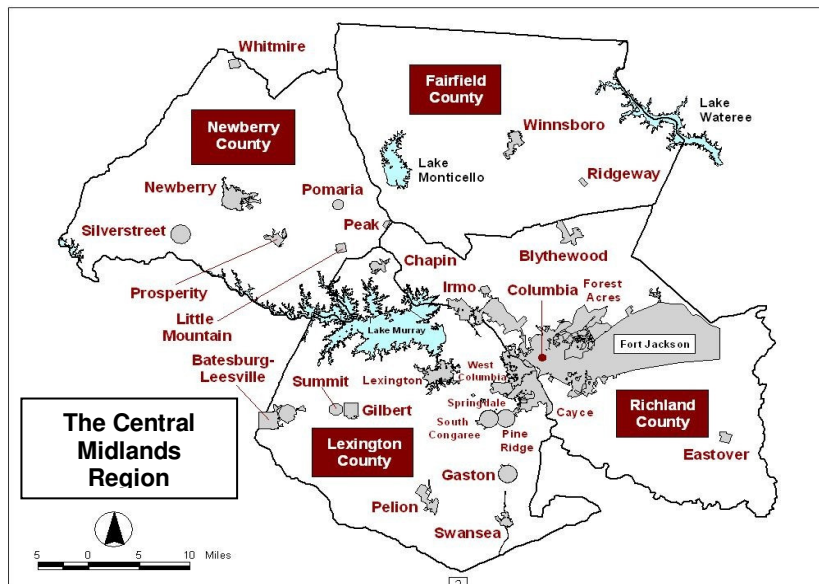 Whitmire
Fairfield
County
Lake
Wateree
Newberry
County
Winnsboro
Lake
Monticello
Ridgeway
Newberry
Pomaria
Silverstreet
Peak
Blythewood
Prosperity
Chapin
Irmo
Columbia
Forest
Acres
Little
Mountain
Lake Murray
Fort Jackson
Batesburg-
Leesville
Lexington
West
Columbia
Summit
Gilbert
Springdale
Cayce
Richland
County
South
Congaree
Pine
Ridge
The Central
Midlands
Region
Lexington
County
Eastover
Gaston
Pelion
Swansea
5 0 5 10 Miles